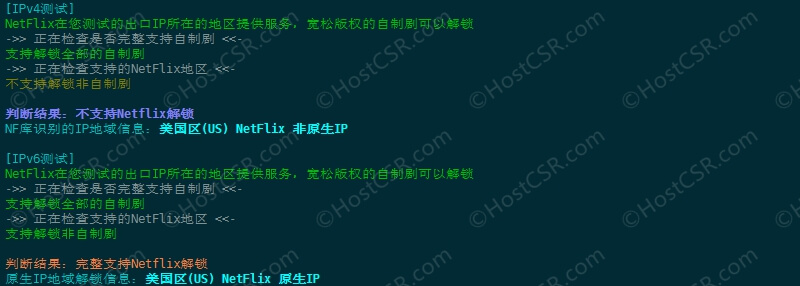 [IPv4测试]
NetFlix在您测试的出口IP所在的地区提供服务，宽松版权的自制剧可以解锁
->> 正在检查是否完整支持自制剧 <<-
支持解锁全部的自制剧
->> 正在检查支持的NetFlix地区 <<-
不支持解锁非自制剧
判断结果：不支持Netflix解锁
NF库识别的IP地域信息：美国区(US) NetFlix 非原生IP
[IPv6测试]
NetFlix在您测试的出口IP所在的地区提供服务，宽松版权的自制剧可以解锁
->> 正在检查是否完整支持自制剧 <<-
支持解锁全部的自制剧
->> 正在检查支持的NetFlix地区 <<-
支持解锁非自制剧
判断结果：完整支持Netflix解锁
原生IP地域解锁信息：美国区(US) NetFlix 原生IP
©HostCSR.com
©HostCSR.com
©HostCSR.com
©HostCSR.com
©HostCSR.com
©HostCSR.com
©HostCSR.com
©HostCSR.com
©HostCSR.com
©HostCSR.com
©HostCSR.com
©HostCSR.com